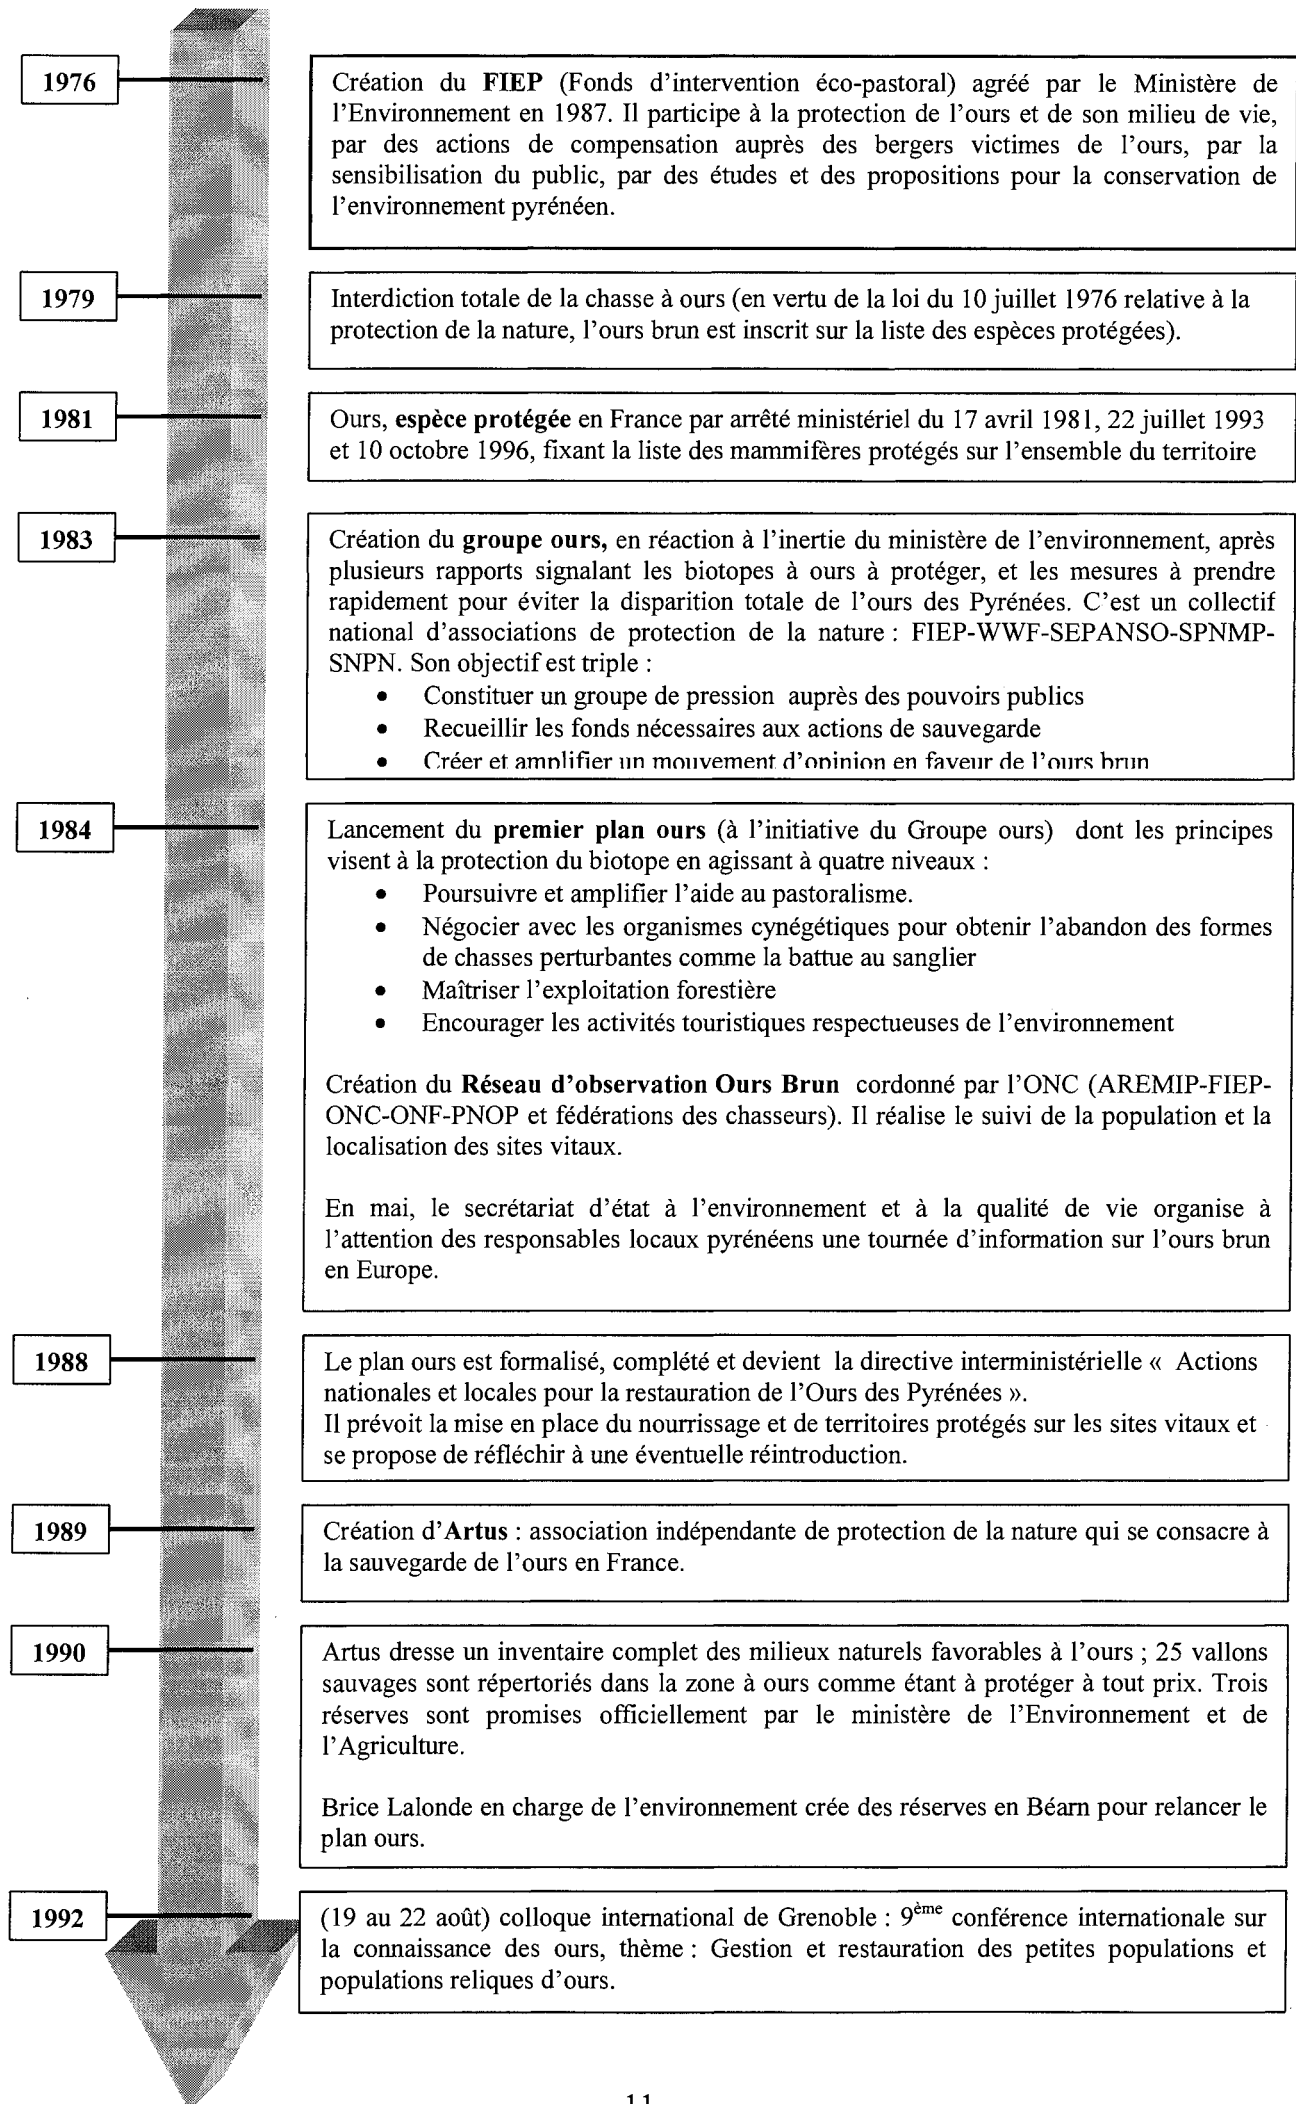 1976
Création du FIEP (Fonds d'intervention éco-pastoral) agréé par le Ministère de
l'Environnement en 1987. Il participe à la protection de l'ours et de son milieu de vie,
par des actions de compensation auprès des bergers victimes de l'ours, par la
sensibilisation du public, par des études et des propositions pour la conservation de
l'environnement pyrénéen.
1979
Interdiction totale de la chasse à ours (en vertu de la loi du 10 juillet 1976 relative à la
protection de la nature, l'ours brun est inscrit sur la liste des espèces protégées).
1981
Ours, espèce protégée en France par arrêté ministériel du 17 avril 1981, 22 juillet 1993
et 10 octobre 1996, fixant la liste des mammifères protégés sur l'ensemble du territoire
1983
Création du groupe ours, en réaction à l'inertie du ministère de l'environnement, après
plusieurs rapports signalant les biotopes à ours à protéger, et les mesures à prendre
rapidement pour éviter la disparition totale de l'ours des Pyrénées. C'est un collectif
national d'associations de protection de la nature : FIEP-WWF-SEPANSO-SPNMP-
SNPN. Son objectif est triple :
• Constituer un groupe de pression auprès des pouvoirs publics
• Recueillir les fonds nécessaires aux actions de sauvegarde
• Créer et amplifier un mouvement d'opinion en faveur de l'ours brun
1984
Lancement du premier plan ours (à l'initiative du Groupe ours) dont les principes
visent à la protection du biotope en agissant à quatre niveaux :
• Poursuivre et amplifier l'aide au pastoralisme.
• Négocier avec les organismes cynégétiques pour obtenir l'abandon des formes
de chasses perturbantes comme la battue au sanglier
• Maîtriser l'exploitation forestière
• Encourager les activités touristiques respectueuses de l'environnement
Création du Réseau d'observation Ours Brun cordonné par l'ONC (AREMIP-FIEP-
ONC-ONF-PNOP et fédérations des chasseurs). Il réalise le suivi de la population et la
localisation des sites vitaux.
En mai, le secrétariat d'état à l'environnement et à la qualité de vie organise à
l'attention des responsables locaux pyrénéens une tournée d'information sur l'ours brun
en Europe.
1988
Le plan ours est formalisé, complété et devient la directive interministérielle « Actions
nationales et locales pour la restauration de l'Ours des Pyrénées ».
Il prévoit la mise en place du nourrissage et de territoires protégés sur les sites vitaux et
se propose de réfléchir à une éventuelle réintroduction.
1989
Création d'Artus : association indépendante de protection de la nature qui se consacre à
la sauvegarde de l'ours en France.
1990
Artus dresse un inventaire complet des milieux naturels favorables à l'ours ; 25 vallons
sauvages sont répertoriés dans la zone à ours comme étant à protéger à tout prix. Trois
réserves sont promises officiellement par le ministère de l'Environnement et de
l'Agriculture.
Brice Lalonde en charge de l'environnement crée des réserves en Béarn pour relancer le
plan ours.
1992
(19 au 22 août) colloque international de Grenoble : 9ème conférence internationale sur
la connaissance des ours, thème : Gestion et restauration des petites populations et
populations reliques d'ours.
11